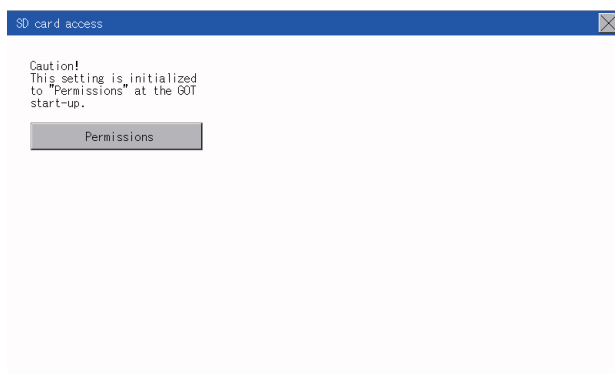 SD card access
Caution!
This setting is initialized
to "Permissions" at the GOT
start-up.
Permissions